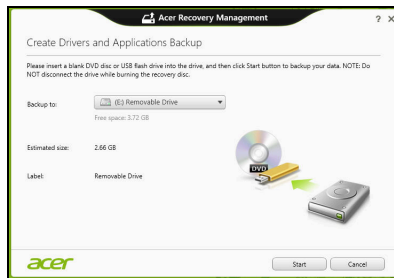 Acer Recovery Management
? X
Create Drivers and Applications Backup
Please insert a blank DVD disc or USB flash drive into the drive, and then click Start button to backup your data. NOTE: Do
NOT disconnect the drive while burning the recovery disc.
Backup to: (E:) Removable Drive
Free space: 3.72 GB
Estimated size: 2.66 GB
Label: Removable Drive
DVD
acer Start Cancel